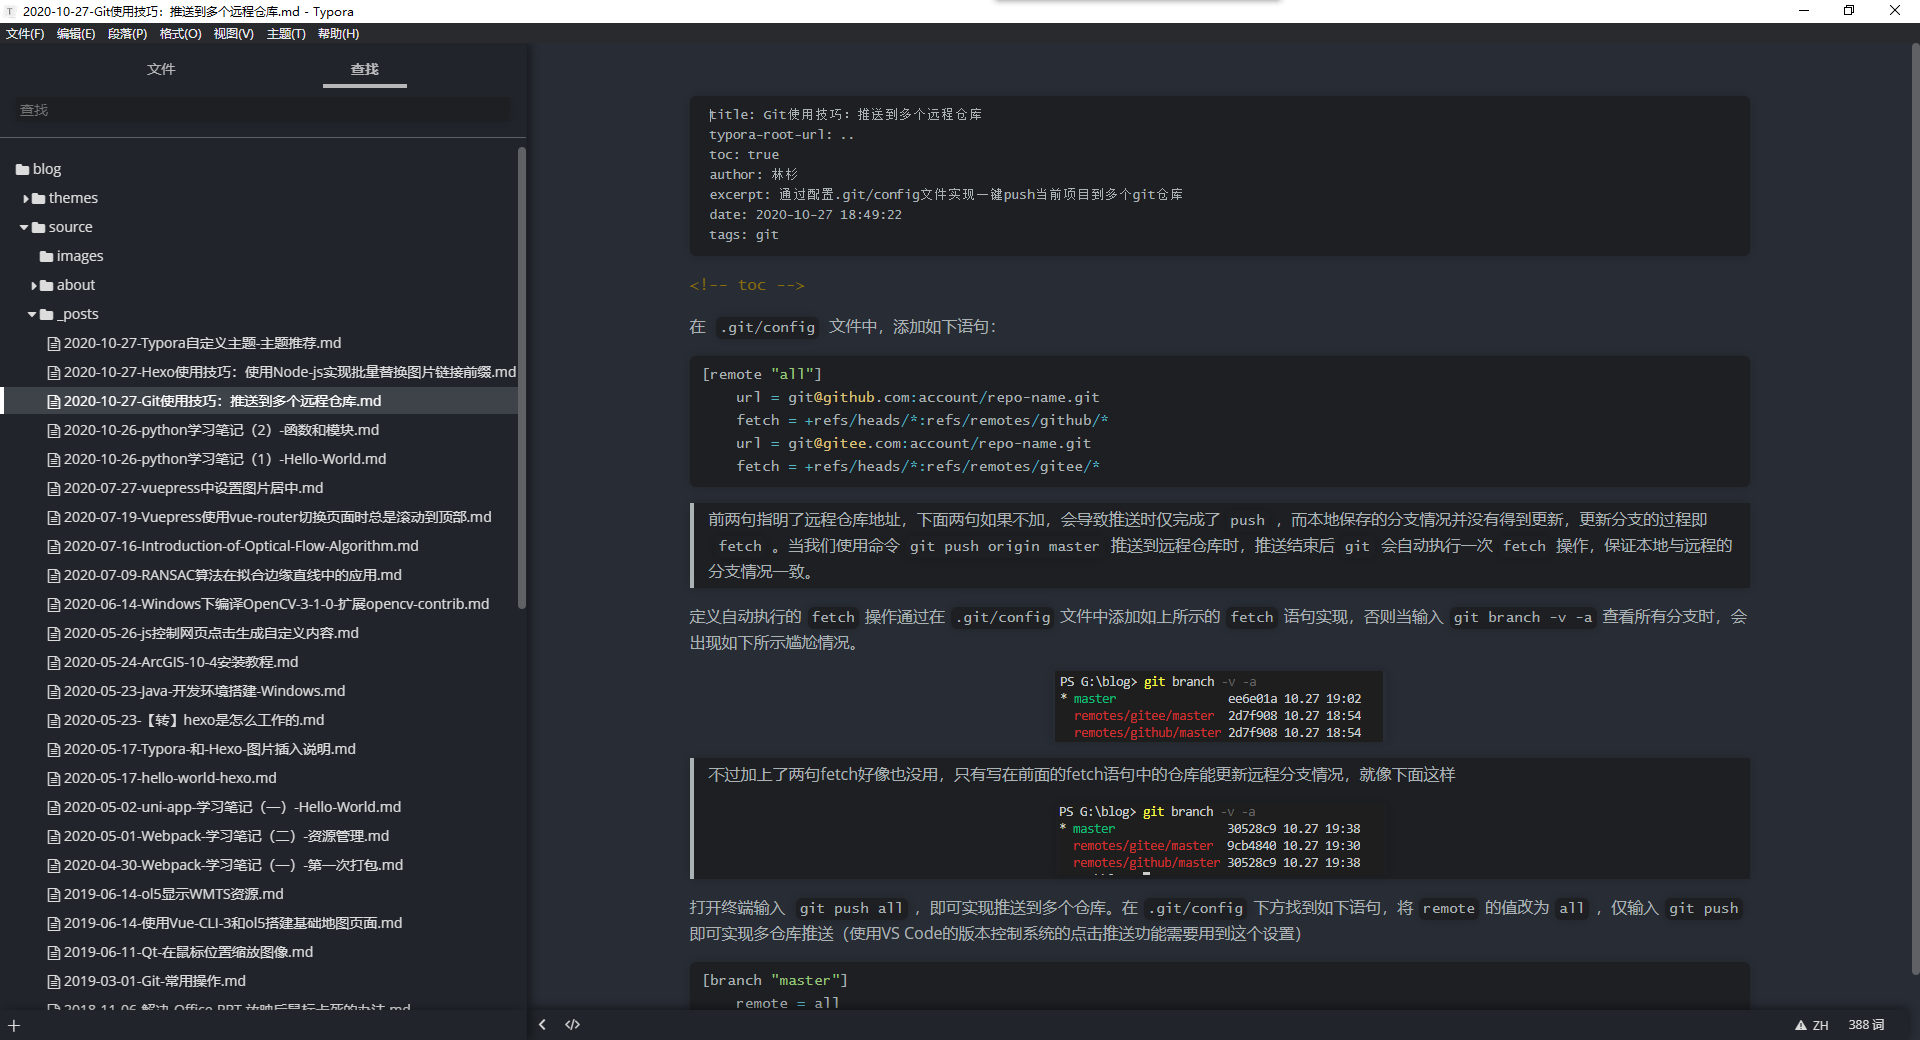 2020-10-27-Git使用技巧：推送到多个远程仓库.md - Typora
文件(F) 编辑(E) 段落(P) 格式(O) 视图(V) 主题(T) 帮助(H)
文件 查找
查找
blog
themes
source
images
about
_posts
2020-10-27-Typora自定义主题-主题推荐.md
2020-10-27-Hexo使用技巧：使用Node-js实现批量替换图片链接前缀.md
2020-10-27-Git使用技巧：推送到多个远程仓库.md
2020-10-26-python学习笔记（2）-函数和模块.md
2020-10-26-python学习笔记（1）-Hello-World.md
2020-07-27-vuepress中设置图片居中.md
2020-07-19-Vuepress使用vue-router切换页面时总是滚动到顶部.md
2020-07-16-Introduction-of-Optical-Flow-Algorithm.md
2020-07-09-RANSAC算法在拟合边缘直线中的应用.md
2020-06-14-Windows下编译OpenCV-3-1-0-扩展opencv-contrib.md
2020-05-26-js控制网页点击生成自定义内容.md
2020-05-24-ArcGIS-10-4安装教程.md
2020-05-23-Java-开发环境搭建-Windows.md
2020-05-23-【转】hexo是怎么工作的.md
2020-05-17-Typora-和-Hexo-图片插入说明.md
2020-05-17-hello-world-hexo.md
2020-05-02-uni-app-学习笔记（一）-Hello-World.md
2020-05-01-Webpack-学习笔记（二）-资源管理.md
2020-04-30-Webpack-学习笔记（一）-第一次打包.md
2019-06-14-ol5显示WMTS资源.md
2019-06-14-使用Vue-CLI-3和ol5搭建基础地图页面.md
2019-06-11-Qt-在鼠标位置缩放图像.md
2019-03-01-Git-常用操作.md
2018-11-06-解决-Office-PPT-放映后鼠标卡死的办法.md
title: Git使用技巧：推送到多个远程仓库
typora-root-url: ..
toc: true
author: 林杉
excerpt: 通过配置.git/config文件实现一键push当前项目到多个git仓库
date: 2020-10-27 18:49:22
tags: git
<!-- toc -->
在 .git/config 文件中，添加如下语句：
[remote "all"]
url = git@github.com:account/repo-name.git
fetch = +refs/heads/*:refs/remotes/github/*
url = git@gitee.com:account/repo-name.git
fetch = +refs/heads/*:refs/remotes/gitee/*
前两句指明了远程仓库地址，下面两句如果不加，会导致推送时仅完成了 push ，而本地保存的分支情况并没有得到更新，更新分支的过程即
fetch 。当我们使用命令 git push origin master 推送到远程仓库时，推送结束后 git 会自动执行一次 fetch 操作，保证本地与远程的
分支情况一致。
定义自动执行的 fetch 操作通过在 .git/config 文件中添加如上所示的 fetch 语句实现，否则当输入 git branch -v -a 查看所有分支时，会
出现如下所示尴尬情况。
PS G:\blog> git branch -v -a
* master ee6e01a 10.27 19:02
remotes/gitee/master 2d7f908 10.27 18:54
remotes/github/master 2d7f908 10.27 18:54
不过加上了两句fetch好像也没用，只有写在前面的fetch语句中的仓库能更新远程分支情况，就像下面这样
PS G:\blog> git branch -v -a
* master 30528c9 10.27 19:38
remotes/gitee/master 9cb4840 10.27 19:30
remotes/github/master 30528c9 10.27 19:38
打开终端输入 git push all ，即可实现推送到多个仓库。在 .git/config 下方找到如下语句，将 remote 的值改为 all ，仅输入 git push
即可实现多仓库推送（使用VS Code的版本控制系统的点击推送功能需要用到这个设置）
[branch "master"]
remote = all
ZH 388 词